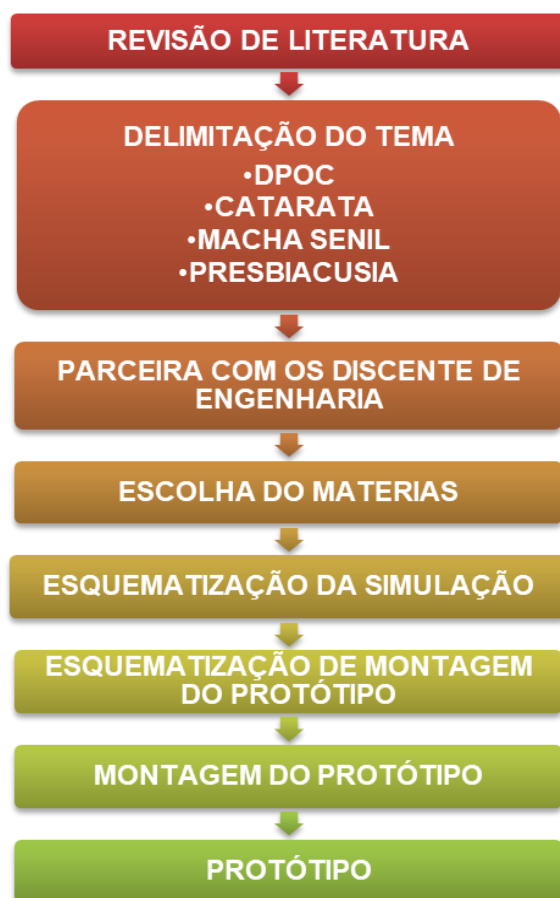 REVISÃO DE LITERATURA
DELIMITAÇÃO DO TEMA
•DPOC
•CATARATA
•MACHA SENIL
•PRESBIACUSIA
PARCEIRA COM OS DISCENTE DE
ENGENHARIA
ESCOLHA DO MATERIAS
ESQUEMATIZAÇÃO DA SIMULAÇÃO
ESQUEMATIZAÇÃO DE MONTAGEM
DO PROTÓTIPO
MONTAGEM DO PROTÓTIPO
PROTÓTIPO